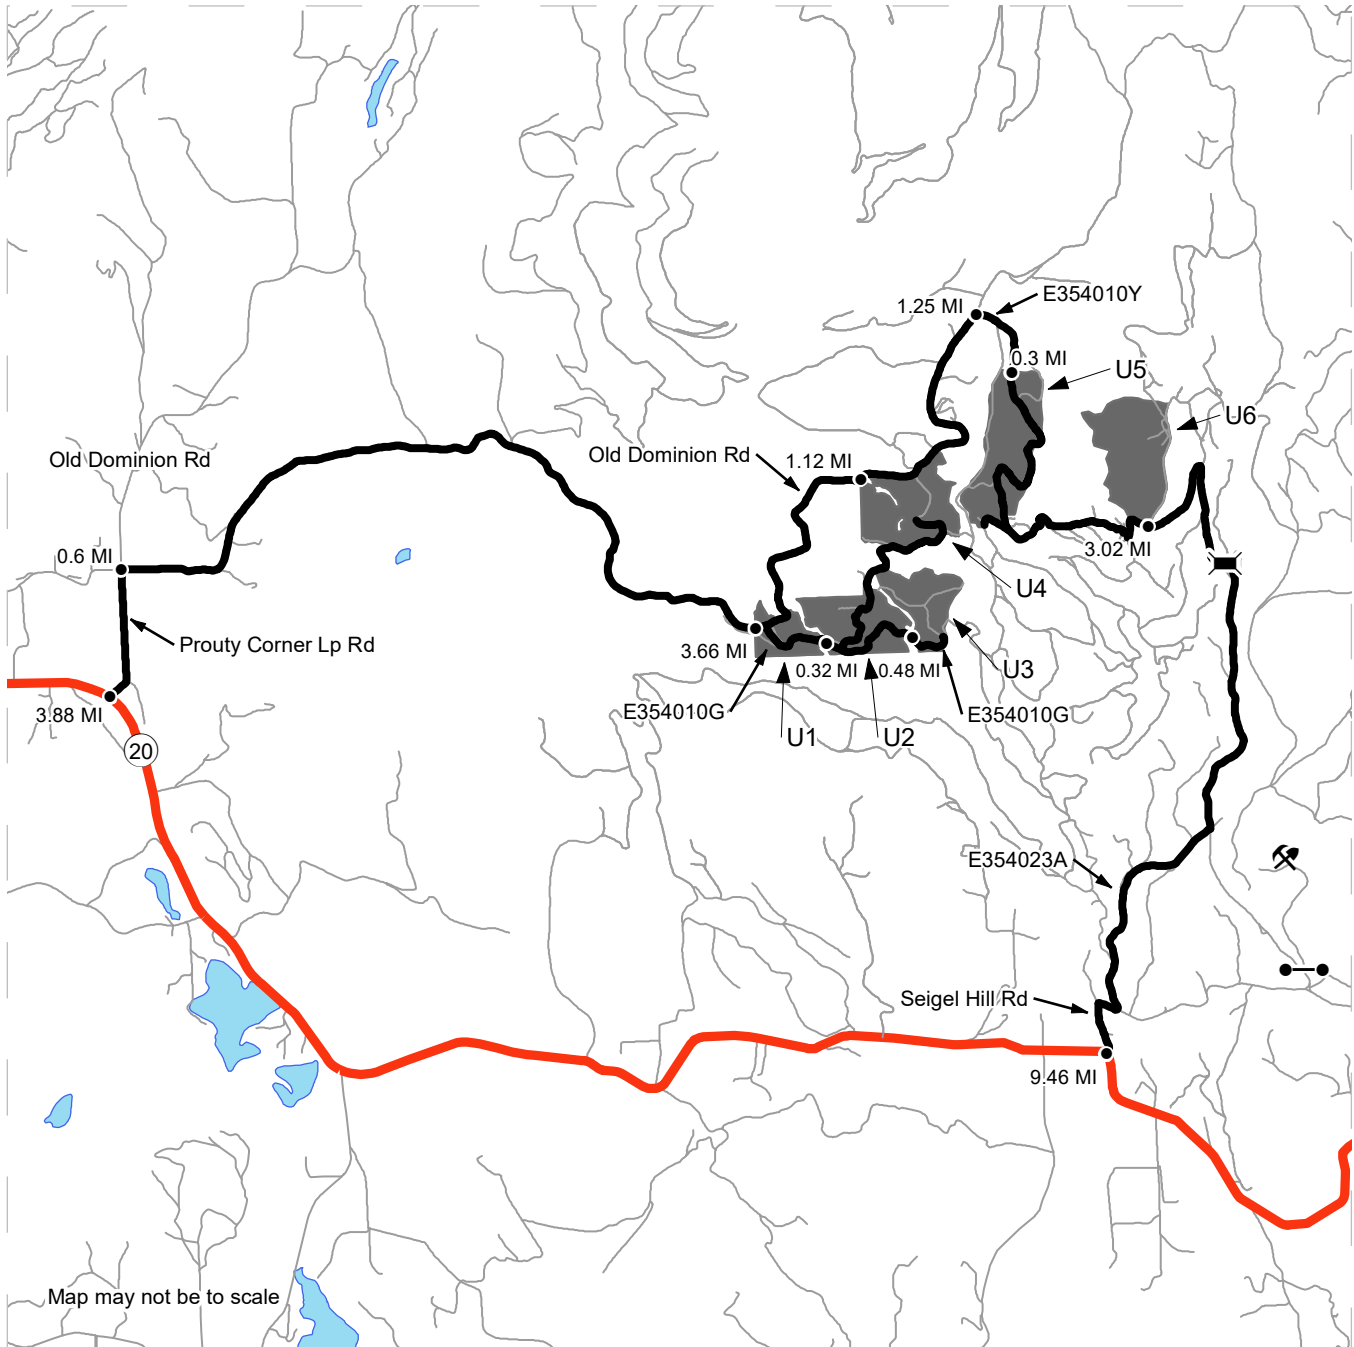 E354010Y
1.25 MI
0.3 MI
U5
U6
Old Dominion Rd
Old Dominion Rd
1.12 MI
3.02 MI
0.6 MI
U4
Prouty Corner Lp Rd
3.66 MI
0.32 MI
0.48 MI
U3
3.88 MI
E354010G
E354010G
U1
U2
20
E354023A
Seigel Hill Rd
9.46 MI
Map may not be to scale